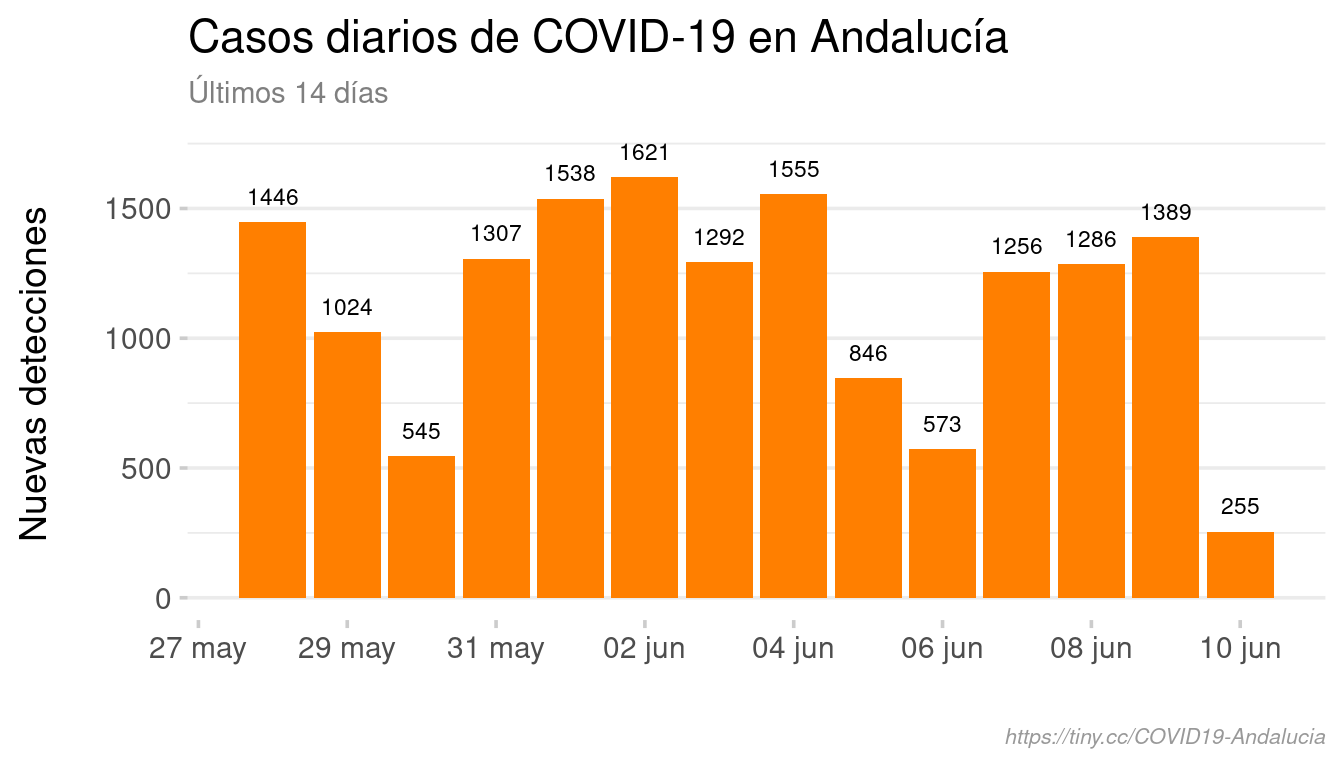 Casos diarios de COVID-19 en Andalucía
Últimos 14 días
Nuevas detecciones
1500
1000
500
0
1446
1024
545
1307
1538
1621
1292
1555
846
573
1256
1286
1389
255
27 may
29 may
31 may
02 jun
04 jun
06 jun
08 jun
10 jun
https://tiny.cc/COVID19-Andalucia